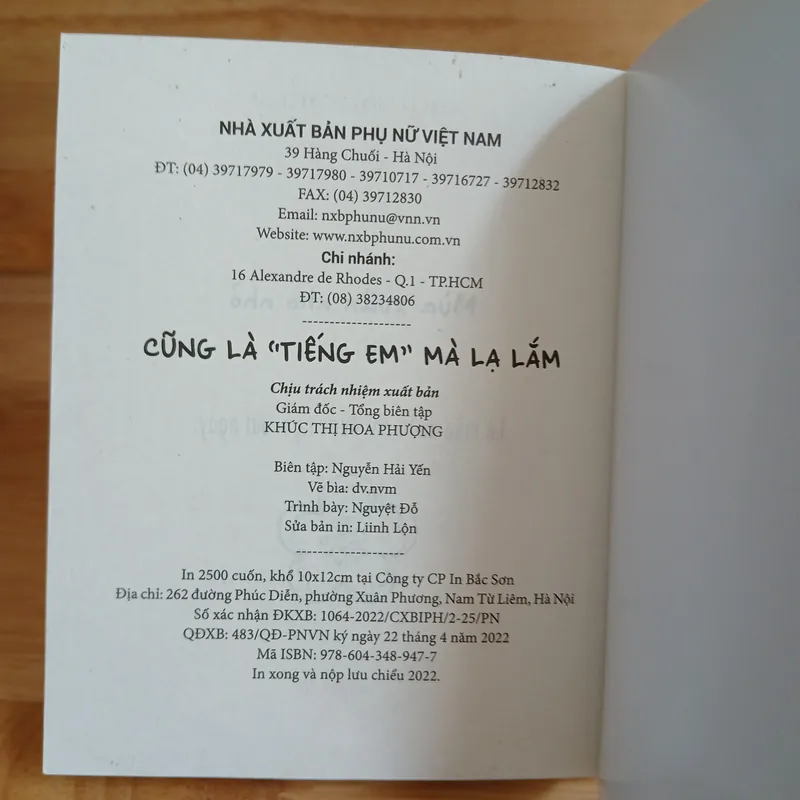 NHÀ XUẤT BẢN PHỤ NỮ VIỆT NAM
39 Hàng Chuối - Hà Nội
ĐT: (04) 39717979 - 39717980 - 39710717 - 39716727 - 39712832
FAX: (04) 39712830
Email: nxbphunu@vnn.vn
Website: www.nxbphunu.com.vn
Chi nhánh:
16 Alexandre de Rhodes - Q.1 - TP.HCM
ĐT: (08) 38234806
--------------------
CŨNG LÀ “TIẾNG EM” MÀ LẠ LẮM
Chịu trách nhiệm xuất bản
Giám đốc - Tổng biên tập
KHÚC THỊ HOA PHƯỢNG
Biên tập: Nguyễn Hải Yến
Vẽ bìa: dv.nvm
Trình bày: Nguyệt Đỗ
Sửa bản in: Liinh Lộn
--------------------
In 2500 cuốn, khổ 10x12cm tại Công ty CP In Bắc Sơn
Địa chỉ: 262 đường Phúc Diễn, phường Xuân Phương, Nam Từ Liêm, Hà Nội
Số xác nhận ĐKXB: 1064-2022/CXBIPH/2-25/PN
QĐXB: 483/QĐ-PNVN ký ngày 22 tháng 4 năm 2022
Mã ISBN: 978-604-348-947-7
In xong và nộp lưu chiểu 2022.